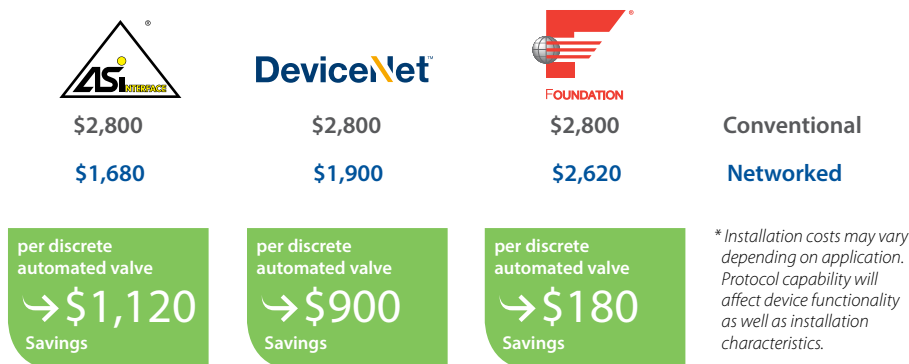 ®
ASi INTERFACE
DeviceNet™
®
FOUNDATION
$2,800 $2,800 $2,800 Conventional
$1,680 $1,900 $2,620 Networked
per discrete
automated valve
$1,120
Savings
per discrete
automated valve
$900
Savings
per discrete
automated valve
$180
Savings
* Installation costs may vary
depending on application.
Protocol capability will
affect device functionality
as well as installation
characteristics.